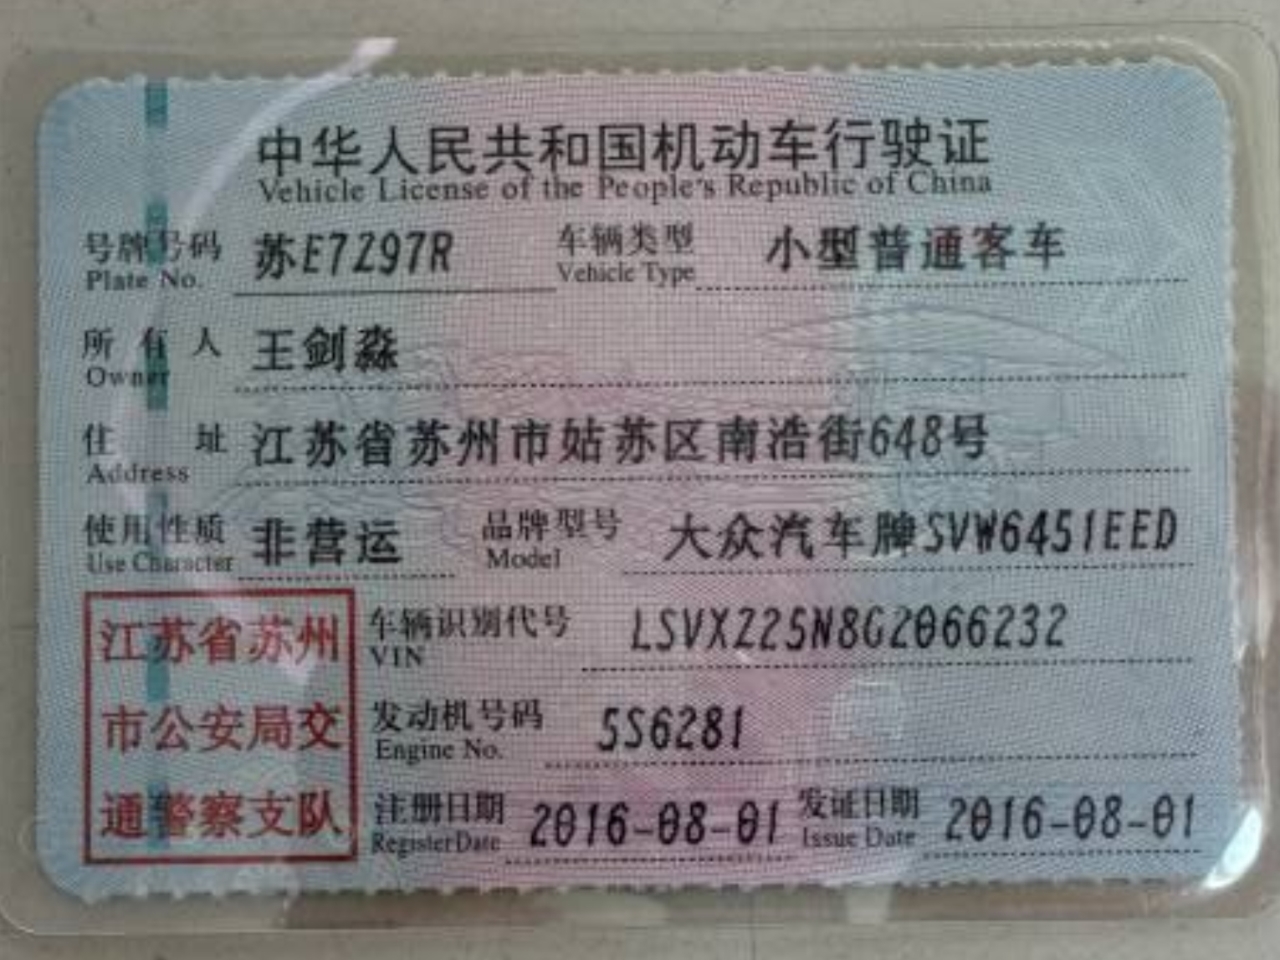 中华人民共和国机动车行驶证
Vehicle License of the People's Republic of China
号牌号码 苏E7Z97R 车辆类型 小型普通客车
Plate No. Vehicle Type
所有人 王剑淼
Owner
住址 江苏省苏州市姑苏区南浩街648号
Address
使用性质 非营运 品牌型号 大众汽车牌SVW6451EED
Use Character Model
江苏省苏州
市公安局交
通警察支队
车辆识别代号 LSVXZ25N8G2066232
VIN
发动机号码 5S6281
Engine No.
注册日期 2016-08-01 发证日期 2016-08-01
Register Date Issue Date